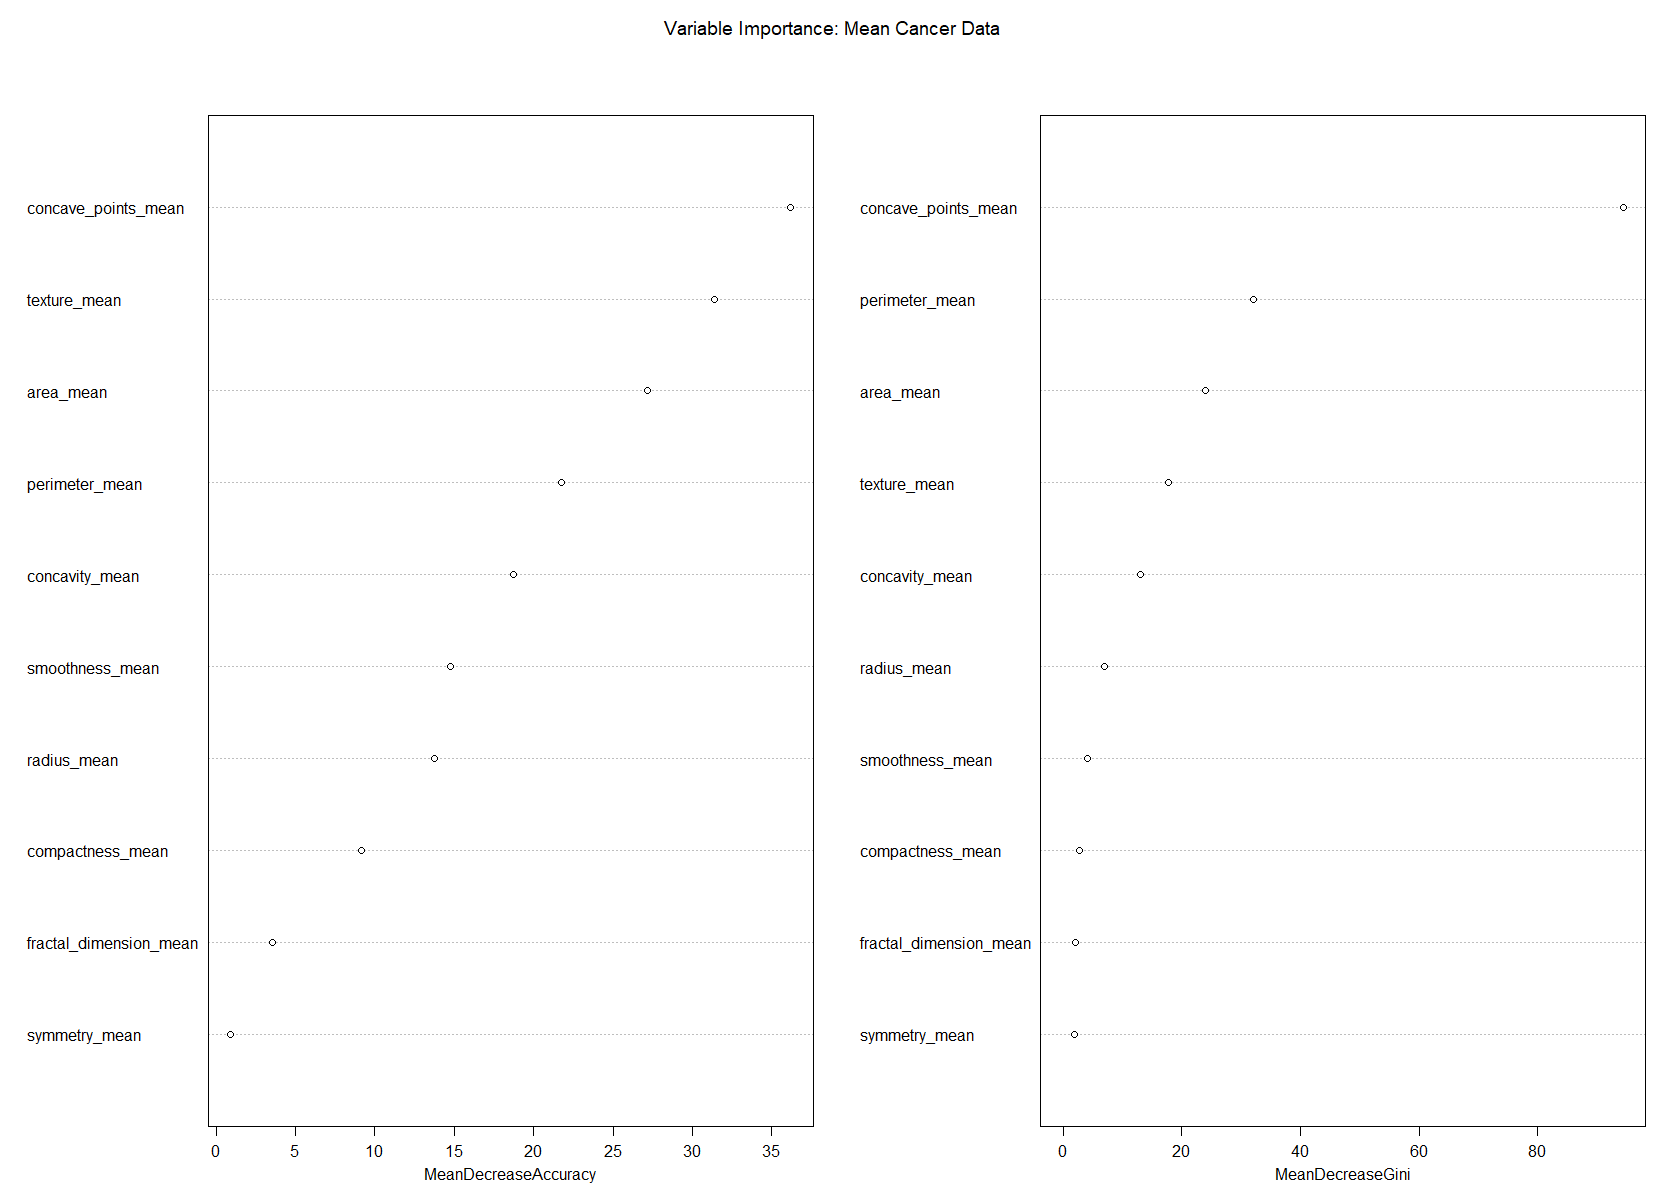 Variable Importance: Mean Cancer Data
concave_points_mean
texture_mean
area_mean
perimeter_mean
concavity_mean
smoothness_mean
radius_mean
compactness_mean
fractal_dimension_mean
symmetry_mean
0 5 10 15 20 25 30 35
MeanDecreaseAccuracy
concave_points_mean
perimeter_mean
area_mean
texture_mean
concavity_mean
radius_mean
smoothness_mean
compactness_mean
fractal_dimension_mean
symmetry_mean
0 20 40 60 80
MeanDecreaseGini